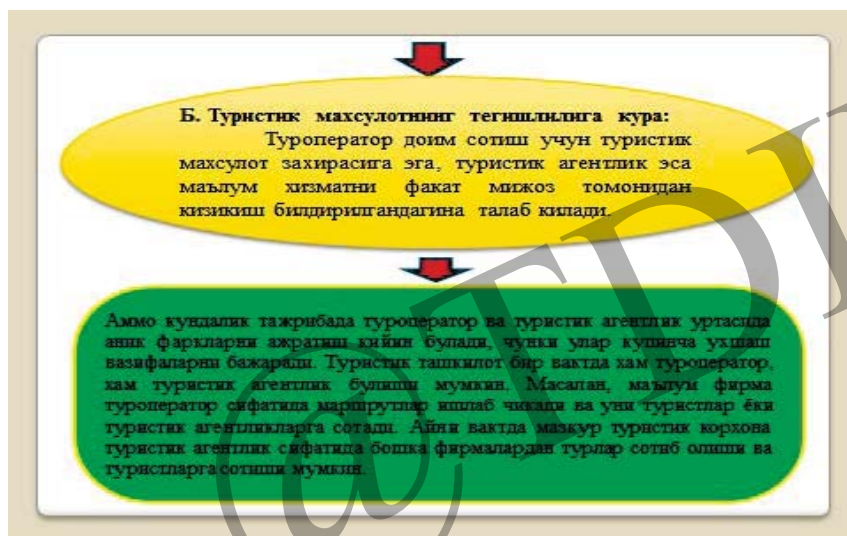 Б. Туристик махсулотнинг тегишлилига кура:
Туроператор доим сотиш учун туристик
махсулот захирасига эга, туристик агентлик эса
маълум хизматни факат мижоз томонидан
кизикиш билдирилгандагина талаб килади.
Аммо кундалик тажрибада туроператор ва туристик агентлик уртасида
аник фаркларни ажратиш кийин булади, чунки улар купинча ухшаш
вазифаларни бажаради. Туристик ташкилот бир вактда хам туроператор,
хам туристик агентлик булиши мумкин. Масалан, маълум фирма
туроператор сифатида маршрутлар ишлаб чикади ва уни туристлар ёки
туристик агентликларга сотади. Айни вактда мазкур туристик корхона
туристик агентлик сифатида бошка фирмалардан турлар сотиб олиши ва
туристларга сотиши мумкин.